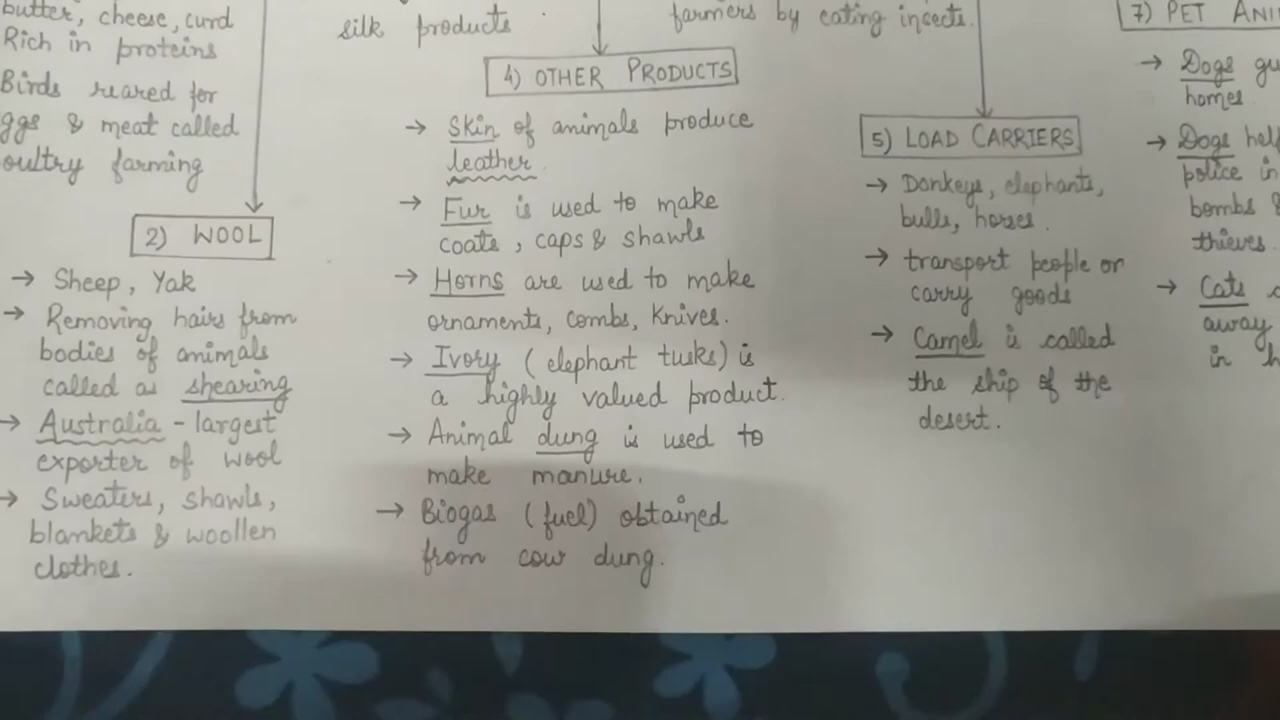 butter, cheese, curd
Rich in proteins
Birds reared for
ggs & meat called
oultry farming
2) WOOL
→ Sheep, Yak
→ Removing hairs from
bodies of animals
called as shearing
→ Australia - largest
exporter of wool
→ Sweaters, shawls,
blankets & woollen
clothes.
silk products
4) OTHER PRODUCTS
→ Skin of animals produce
leather.
→ Fur is used to make
coats, caps & shawls
→ Horns are used to make
ornaments, combs, knives.
→ Ivory (elephant tusks) is
a highly valued product.
→ Animal dung is used to
make manure.
→ Biogas (fuel) obtained
from cow dung.
farmers by eating insects.
5) LOAD CARRIERS
→ Donkeys, elephants,
bulls, horses.
→ transport people or
carry goods
→ Camel is called
the ship of the
desert.
7) PET ANI
→ Dogs gu
homes
→ Dogs hel
police in
bombs &
thieves.
→ Cats
away
in h